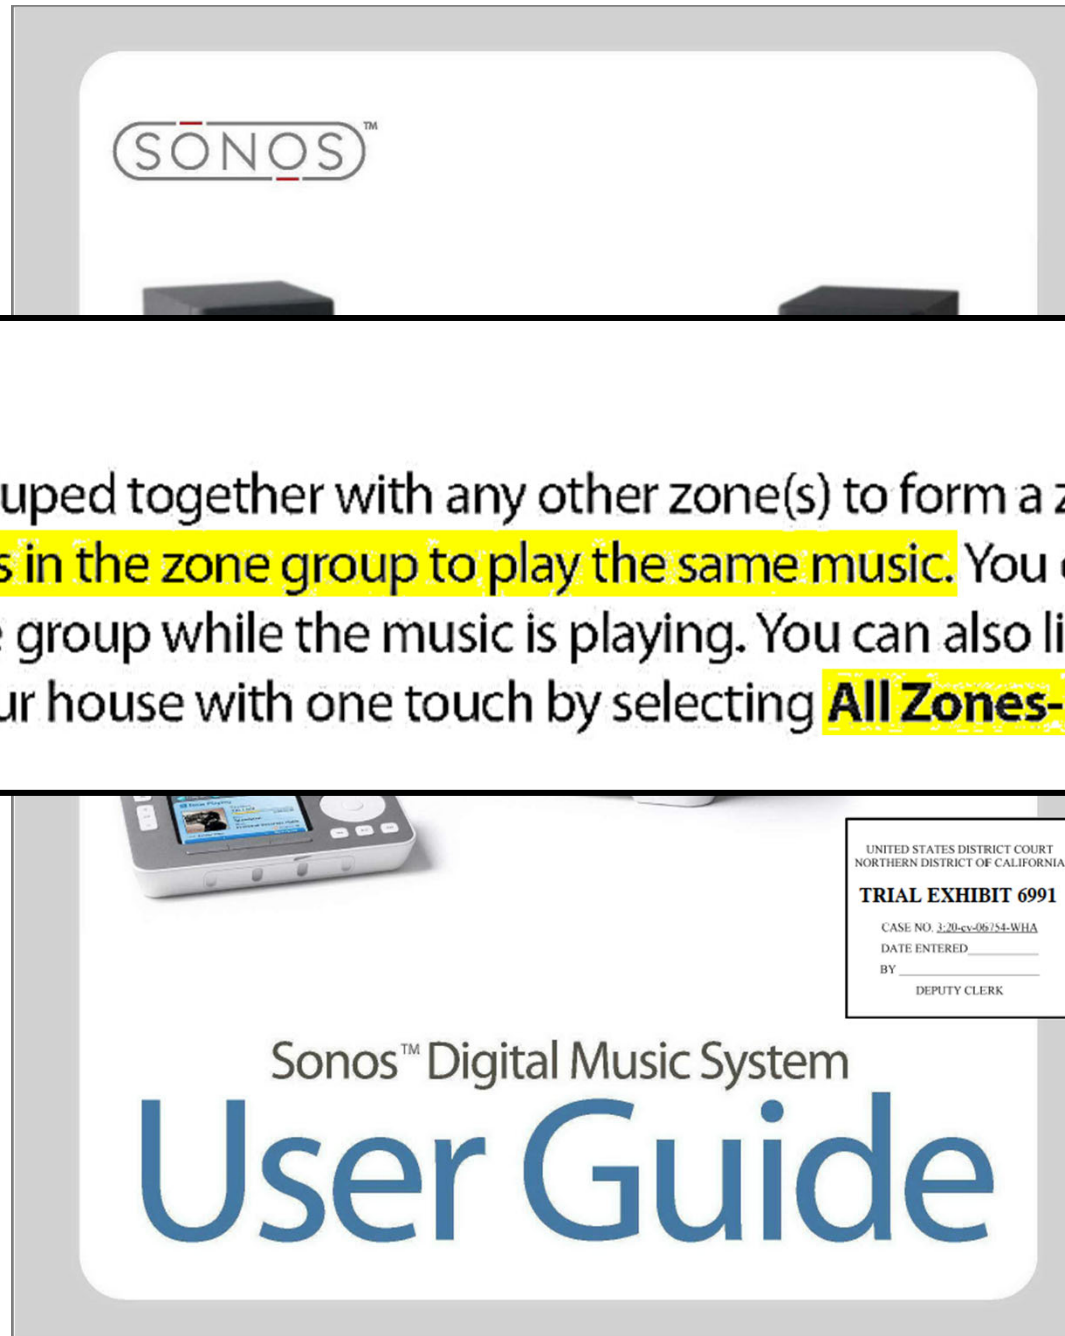 SONOS™
uped together with any other zone(s) to form a z
s in the zone group to play the same music. You
e group while the music is playing. You can also li
ur house with one touch by selecting All Zones-
UNITED STATES DISTRICT COURT
NORTHERN DISTRICT OF CALIFORNIA
TRIAL EXHIBIT 6991
CASE NO. 3:20-cv-06754-WHA
DATE ENTERED
BY
DEPUTY CLERK
Sonos™ Digital Music System
User Guide